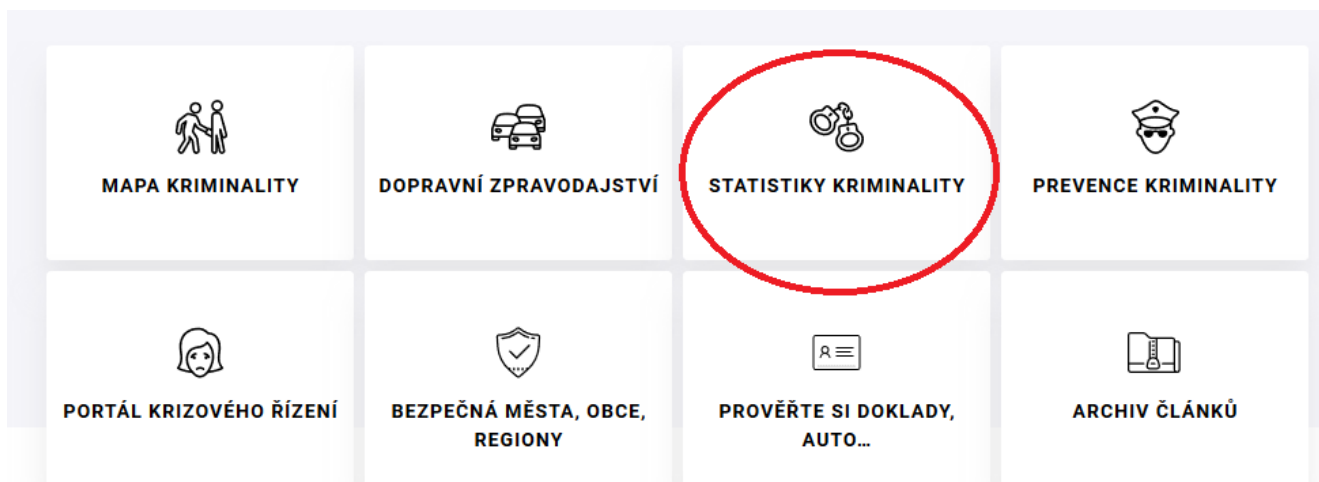 MAPA KRIMINALITY
DOPRAVNÍ ZPRAVODAJSTVÍ
STATISTIKY KRIMINALITY
PREVENCE KRIMINALITY
PORTÁL KRIZOVÉHO ŘÍZENÍ
BEZPEČNÁ MĚSTA, OBCE,
REGIONY
PROVĚŘTE SI DOKLADY,
AUTO…
ARCHIV ČLÁNKŮ